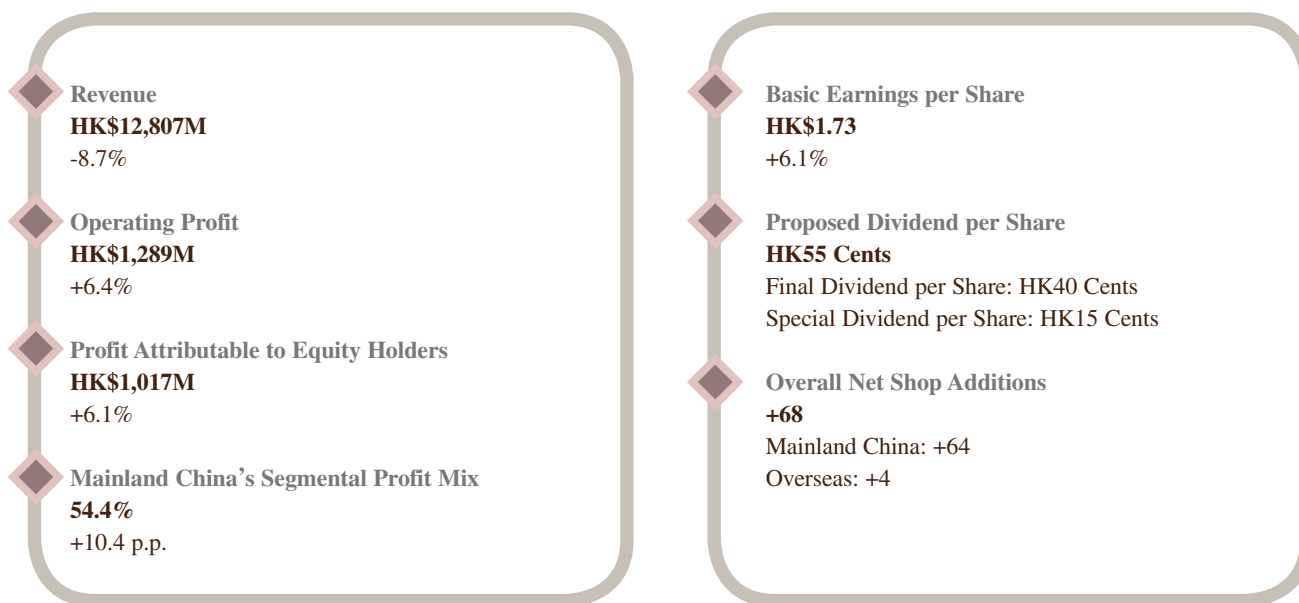 Revenue
HK$12,807M
-8.7%
Operating Profit
HK$1,289M
+6.4%
Profit Attributable to Equity Holders
HK$1,017M
+6.1%
Mainland China’s Segmental Profit Mix
54.4%
+10.4 p.p.
Basic Earnings per Share
HK$1.73
+6.1%
Proposed Dividend per Share
HK55 Cents
Final Dividend per Share: HK40 Cents
Special Dividend per Share: HK15 Cents
Overall Net Shop Additions
+68
Mainland China: +64
Overseas: +4